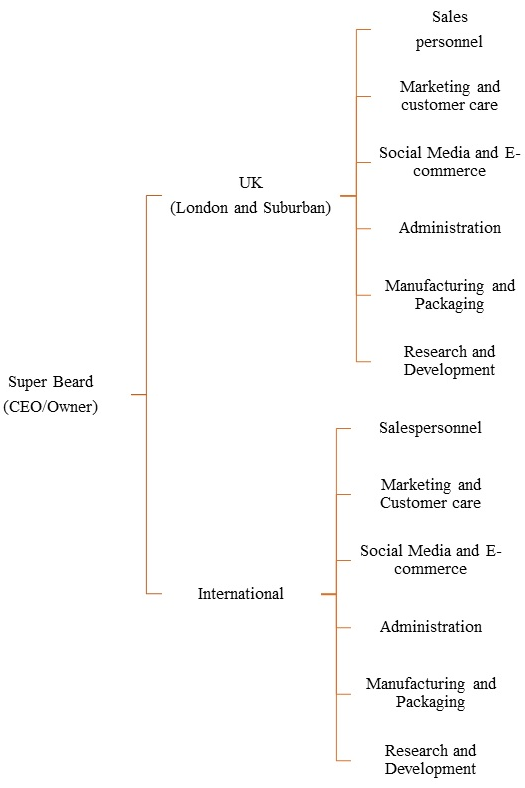 Sales
personnel
Marketing and
customer care
Social Media and E-
commerce
UK
(London and Suburban)
Administration
Manufacturing and
Packaging
Research and
Development
Super Beard
(CEO/Owner)
Salespersonnel
Marketing and
Customer care
Social Media and E-
commerce
International
Administration
Manufacturing and
Packaging
Research and
Development